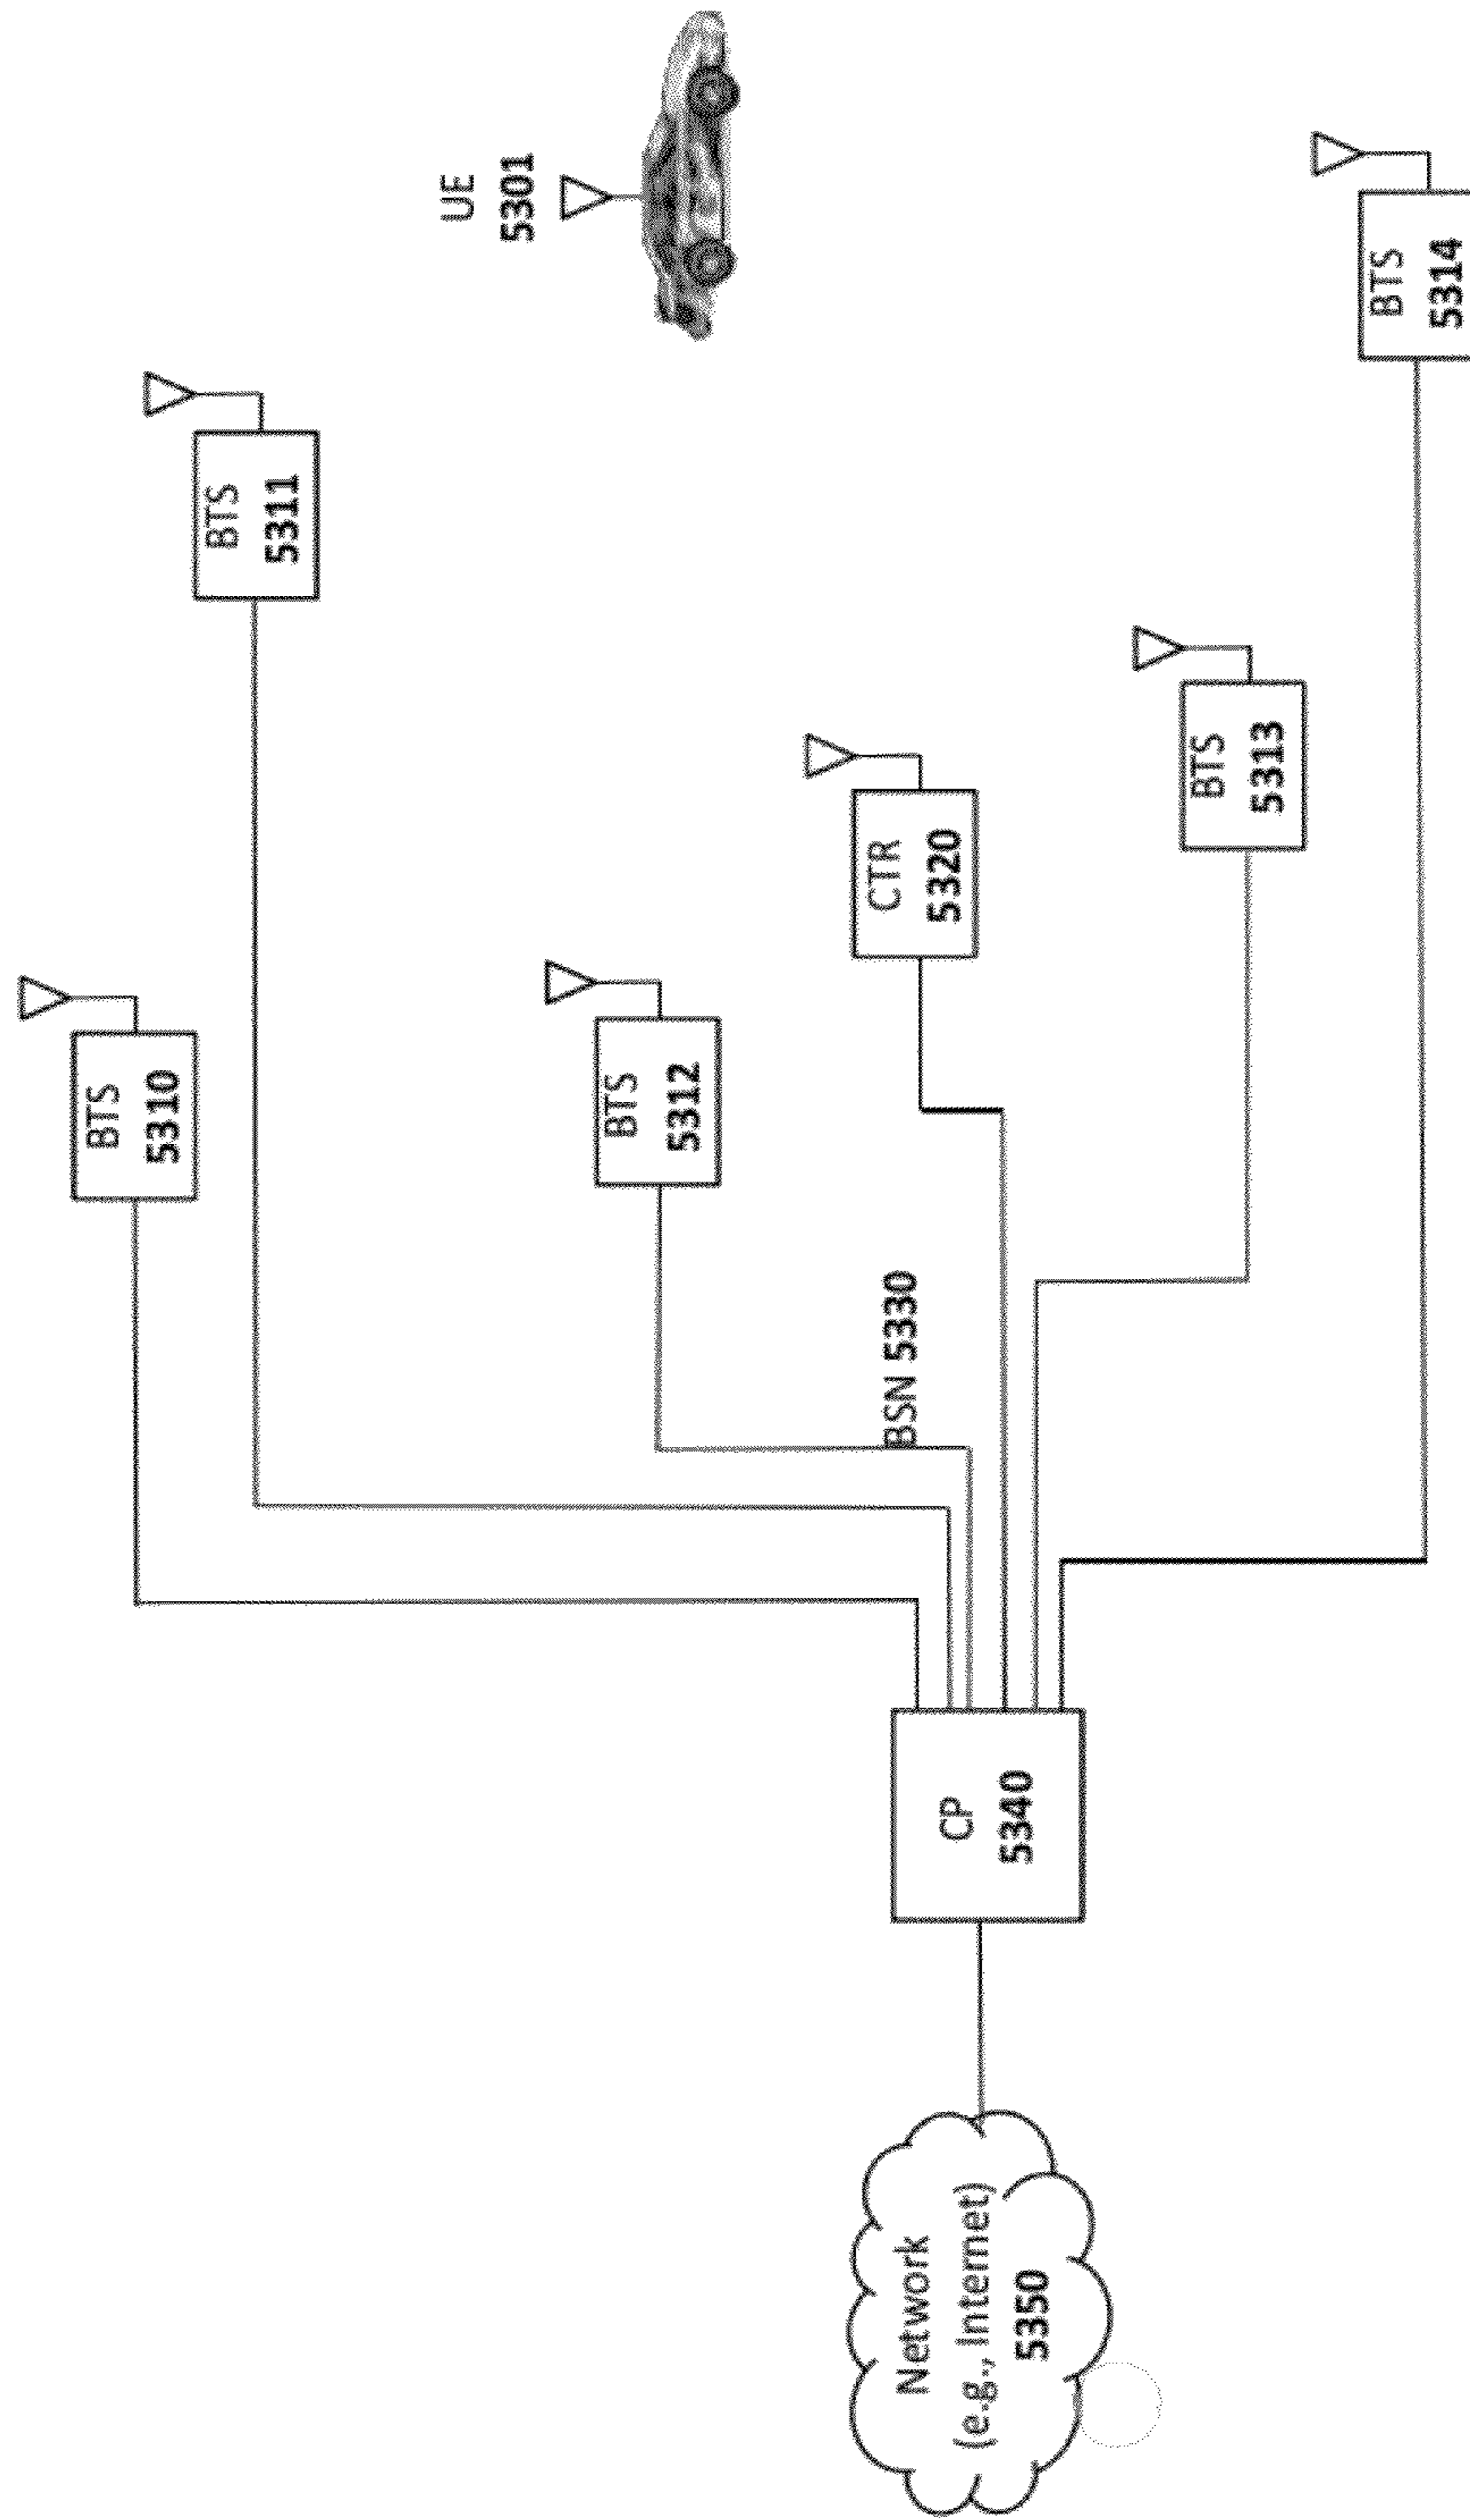 BTS
5310
BTS
5311
UE
5301
BTS
5312
CTR
5320
BSN 5330
BTS
5313
BTS
5314
CP
5340
Network
(e.g., Internet)
5350